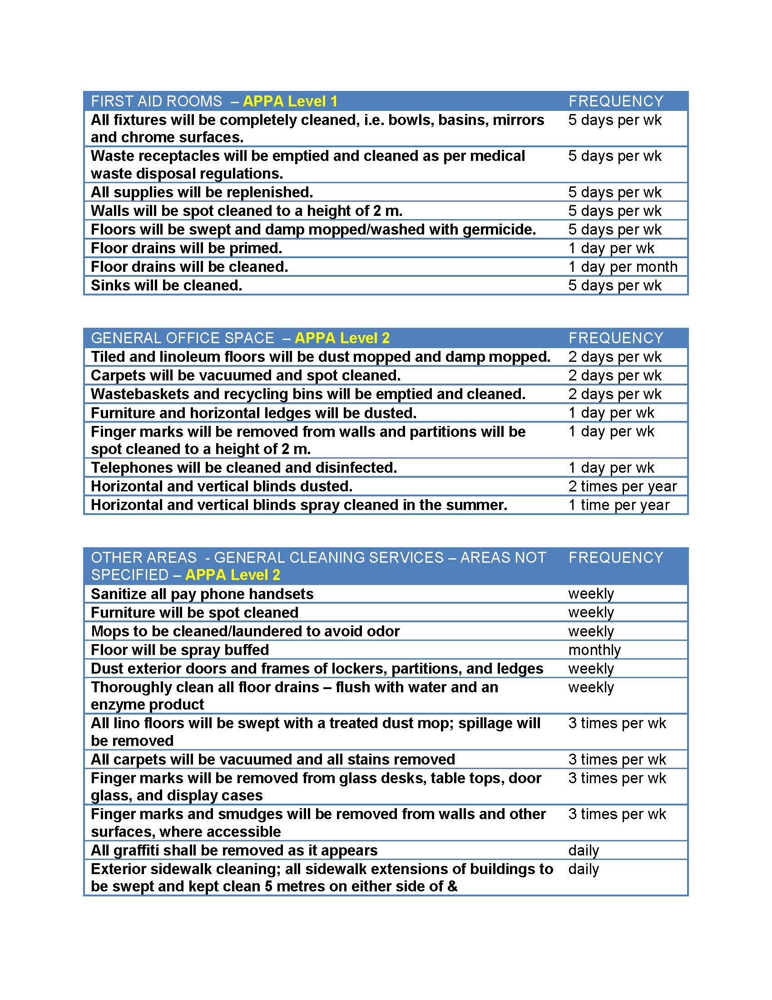 FIRST AID ROOMS  – APPA Level 1 FREQUENCY
All fixtures will be completely cleaned, i.e. bowls, basins, mirrors 5 days per wk
and chrome surfaces.
Waste receptacles will be emptied and cleaned as per medical 5 days per wk
waste disposal regulations.
All supplies will be replenished. 5 days per wk
Walls will be spot cleaned to a height of 2 m. 5 days per wk
Floors will be swept and damp mopped/washed with germicide. 5 days per wk
Floor drains will be primed. 1 day per wk
Floor drains will be cleaned. 1 day per month
Sinks will be cleaned. 5 days per wk
GENERAL OFFICE SPACE  – APPA Level 2 FREQUENCY
Tiled and linoleum floors will be dust mopped and damp mopped. 2 days per wk
Carpets will be vacuumed and spot cleaned. 2 days per wk
Wastebaskets and recycling bins will be emptied and cleaned. 2 days per wk
Furniture and horizontal ledges will be dusted. 1 day per wk
Finger marks will be removed from walls and partitions will be 1 day per wk
spot cleaned to a height of 2 m.
Telephones will be cleaned and disinfected. 1 day per wk
Horizontal and vertical blinds dusted. 2 times per year
Horizontal and vertical blinds spray cleaned in the summer. 1 time per year
OTHER AREAS  - GENERAL CLEANING SERVICES – AREAS NOT FREQUENCY
SPECIFIED – APPA Level 2
Sanitize all pay phone handsets weekly
Furniture will be spot cleaned weekly
Mops to be cleaned/laundered to avoid odor weekly
Floor will be spray buffed monthly
Dust exterior doors and frames of lockers, partitions, and ledges weekly
Thoroughly clean all floor drains – flush with water and an weekly
enzyme product
All lino floors will be swept with a treated dust mop; spillage will 3 times per wk
be removed
All carpets will be vacuumed and all stains removed 3 times per wk
Finger marks will be removed from glass desks, table tops, door 3 times per wk
glass, and display cases
Finger marks and smudges will be removed from walls and other 3 times per wk
surfaces, where accessible
All graffiti shall be removed as it appears daily
Exterior sidewalk cleaning; all sidewalk extensions of buildings to daily
be swept and kept clean 5 metres on either side of &